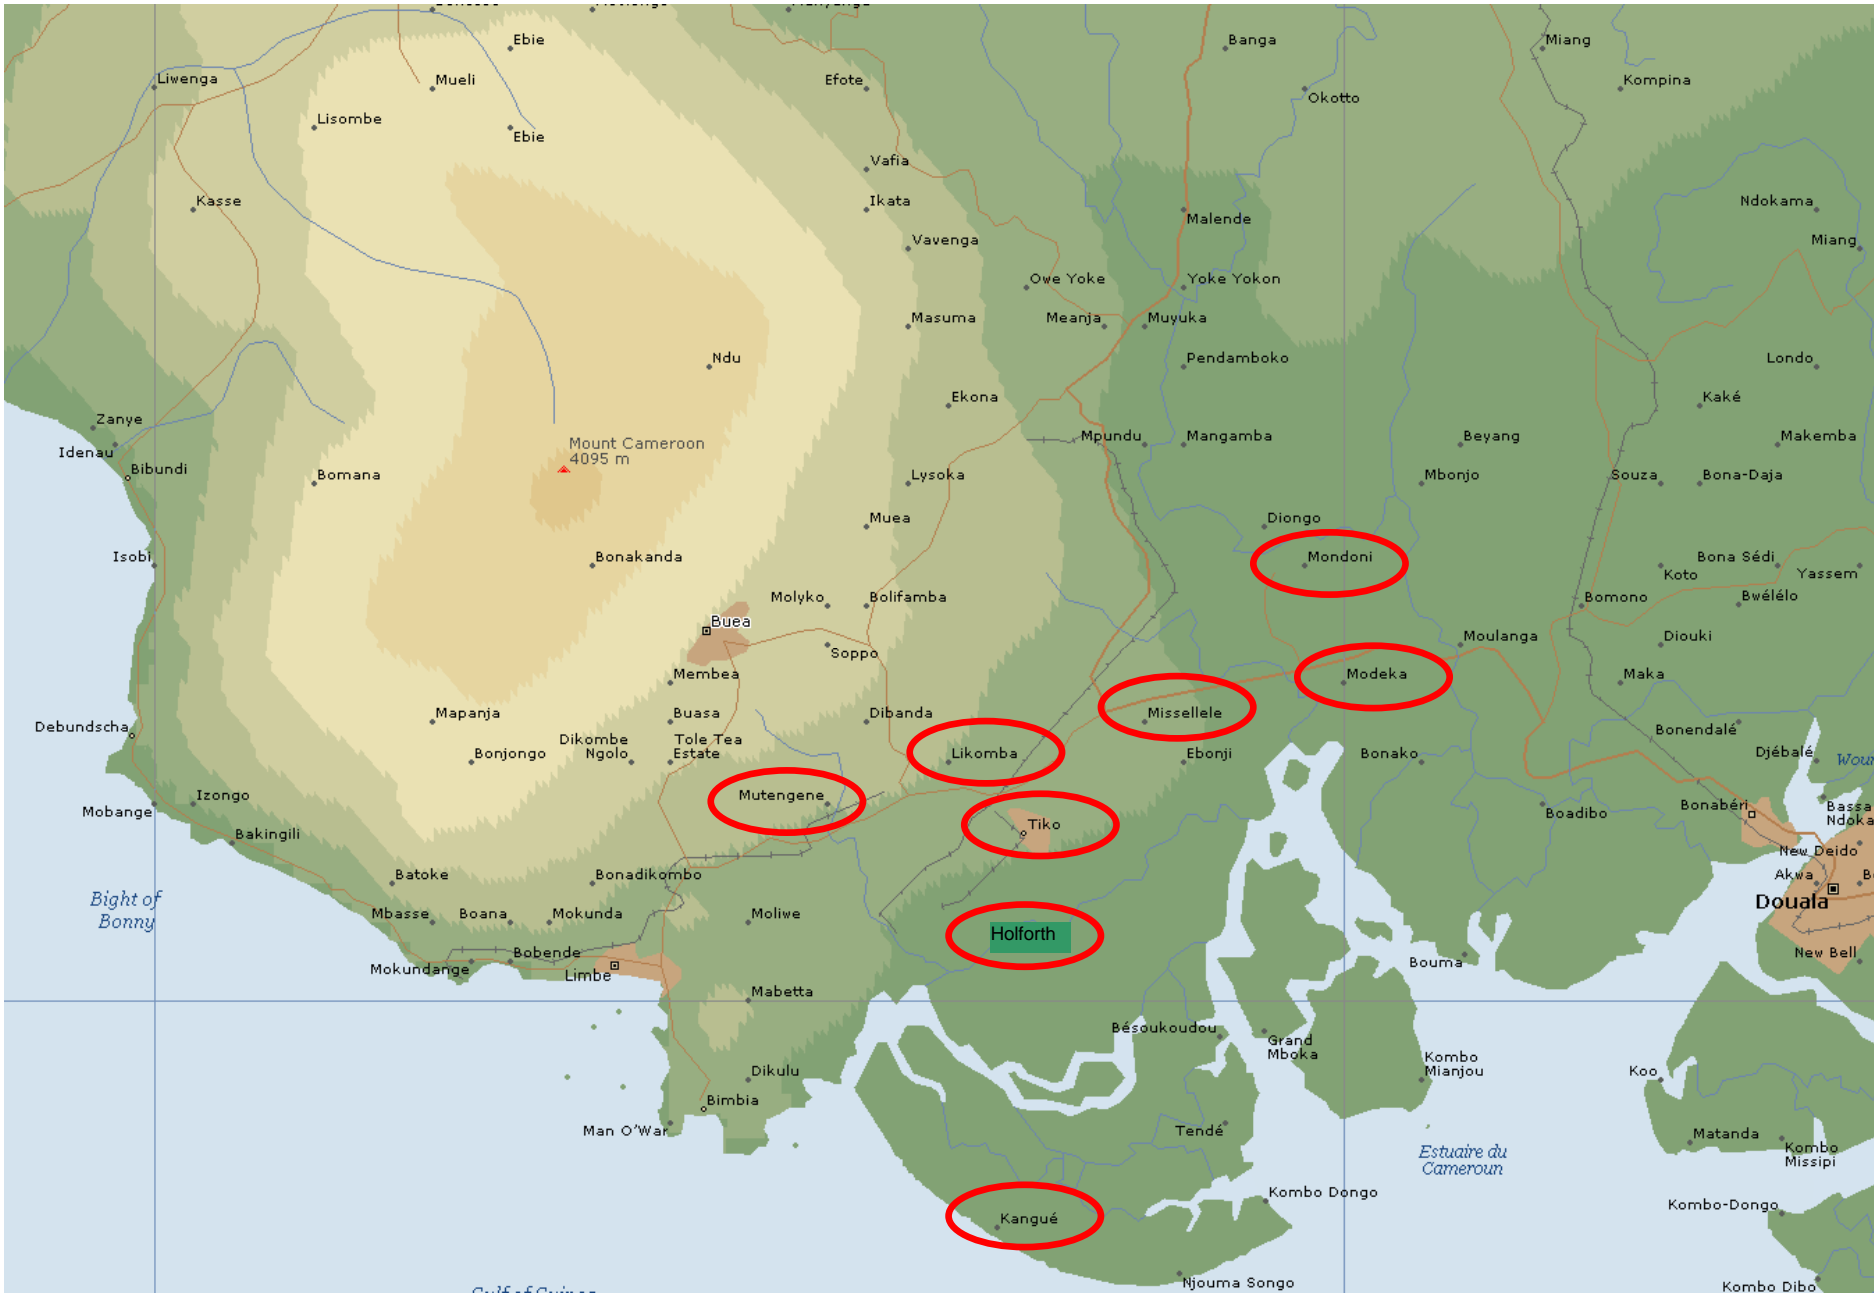 Ebie
Banga
Miang
Liwenga
Mueli
Efote
Kompina
Okotto
Lisombe
Ebie
Vafia
Kasse
Ikata
Malende
Ndokama
Vavenga
Miang
Owe Yoke
Yoke Yokon
Masuma
Meanja
Muyuka
Ndu
Pendamboko
Londo
Ekona
Kaké
Zanye
Mount Cameroon
4095 m
Mpundu
Mangamba
Beyang
Makemba
Idenau
Bibundi
Bomana
Lysoka
Mbonjo
Souza
Bona-Daja
Muea
Diongo
Isobi
Bonakanda
Mondoni
Koto
Bona Sédi
Yassem
Molyko
Bolifamba
Bomono
Bwélélo
Buea
Soppo
Moulanga
Diouki
Membea
Modeka
Maka
Debundscha
Mapanja
Buasa
Dibanda
Missellele
Bonendalé
Bonjongo
Dikombe
Ngolo
Tole Tea
Estate
Likomba
Ebonji
Bonako
Djébalé
Wour
Mobange
Izongo
Mutengene
Bonabéri
Bassa
Ndoka
Bakingili
Tiko
Boadibo
New Deido
Batoke
Bonadikombo
Akwa
Bight of
Bonny
Douala
Mbasse
Boana
Mokunda
Moliwe
Holforth
Mokundange
Bobende
Limbe
Bouma
New Bell
Mabetta
Bésoukoudou
Grand
Mboka
Kombo
Mianjou
Dikulu
Koo
Bimbia
Man O'War
Tendé
Matanda
Kombo
Missipi
Estuaire du
Cameroun
Kombo Dongo
Kombo-Dongo
Kangué
Njouma Songo
Kombo Dibo